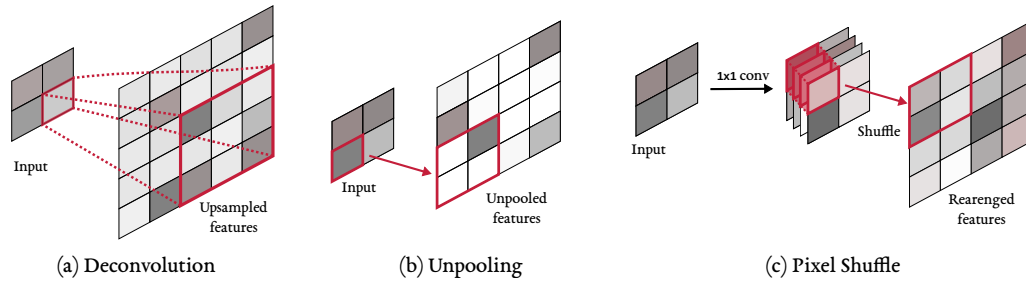 Input
Upsampled
features
(a) Deconvolution
Input
Unpooled
features
(b) Unpooling
Input
1x1 conv
Shuffle
Rearenged
features
(c) Pixel Shuffle